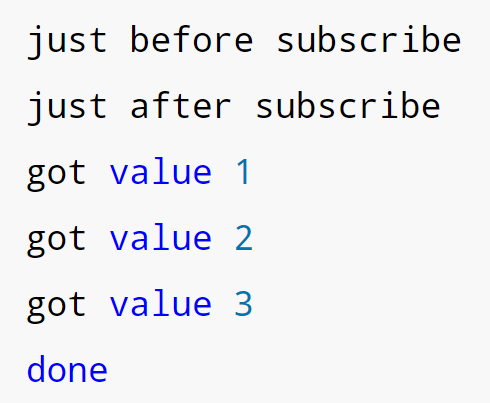 just before subscribe
just after subscribe
got value 1
got value 2
got value 3
done